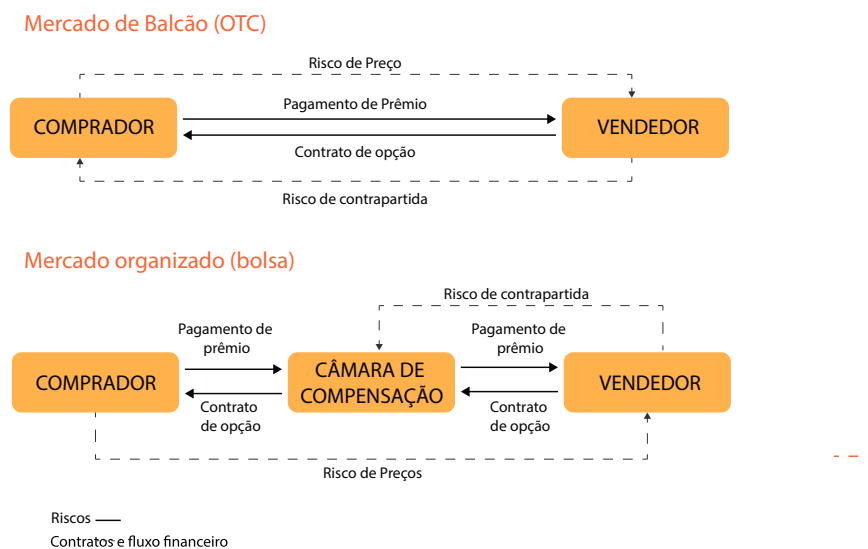 Mercado de Balcão (OTC)
Risco de Preço
Pagamento de Prêmio
COMPRADOR
VENDEDOR
Contrato de opção
Risco de contrapartida
Mercado organizado (bolsa)
Risco de contrapartida
Pagamento de
prêmio
Pagamento de
prêmio
COMPRADOR
CÂMARA DE
COMPENSAÇÃO
VENDEDOR
Contrato
de opção
Contrato
de opção
Risco de Preços
Riscos
Contratos e fluxo financeiro